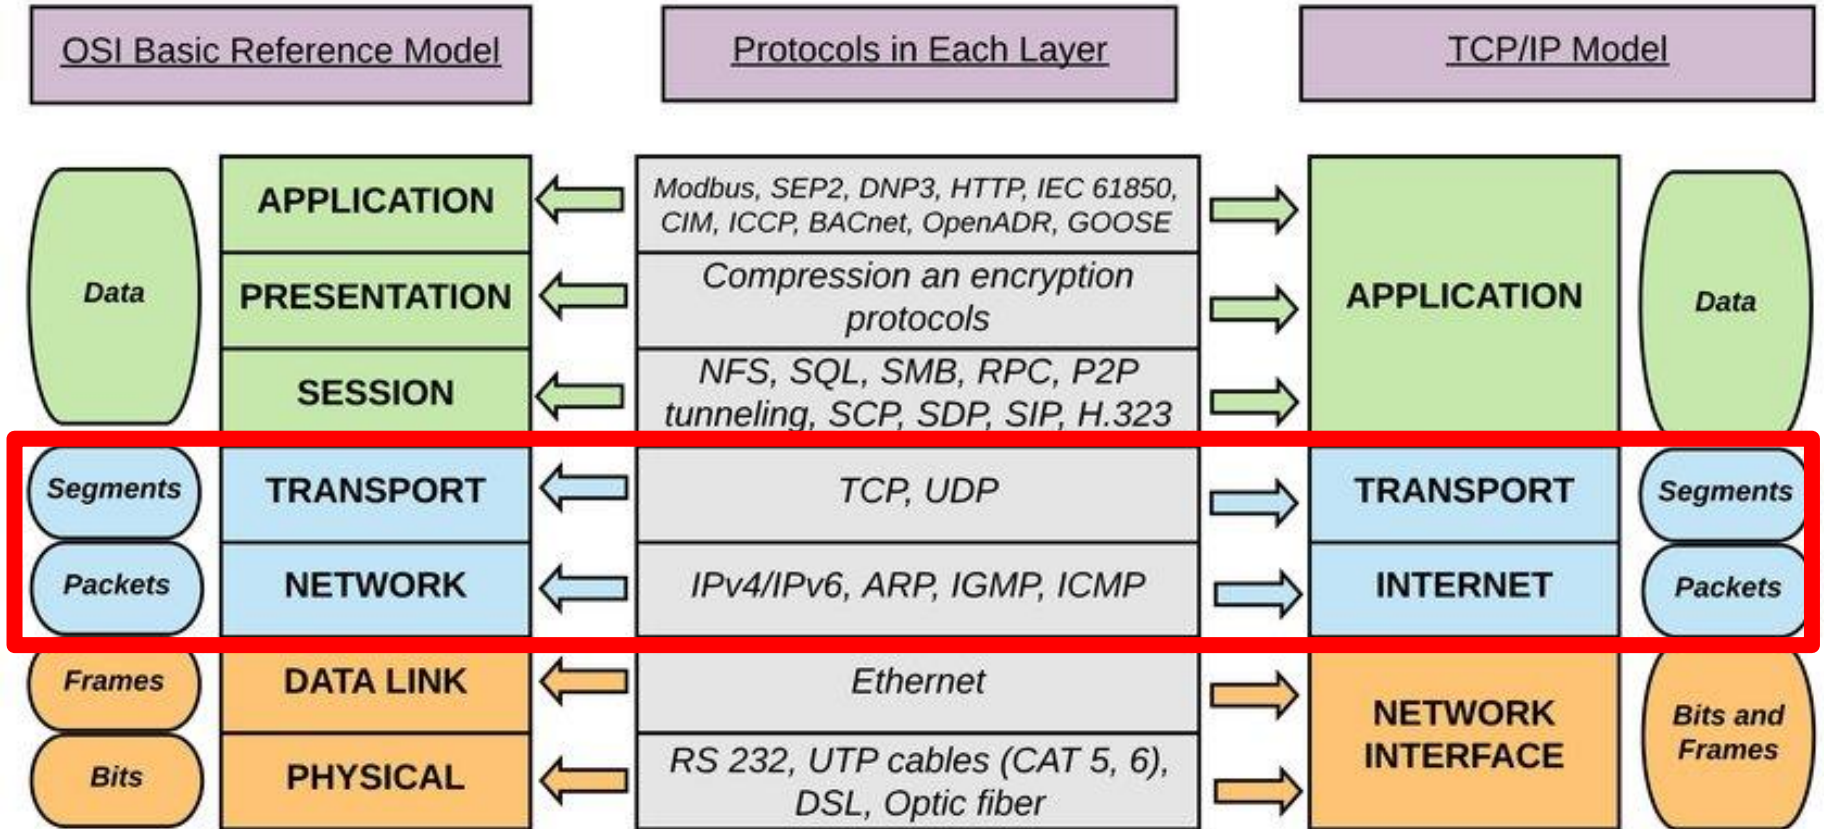 OSI Basic Reference Model
Protocols in Each Layer
TCP/IP Model
Data
APPLICATION
Modbus, SEP2, DNP3, HTTP, IEC 61850,
CIM, ICCP, BACnet, OpenADR, GOOSE
PRESENTATION
Compression an encryption
protocols
SESSION
NFS, SQL, SMB, RPC, P2P
tunneling, SCP, SDP, SIP, H.323
APPLICATION
Data
Segments
TRANSPORT
TCP, UDP
TRANSPORT
Segments
Packets
NETWORK
IPv4/IPv6, ARP, IGMP, ICMP
INTERNET
Packets
Frames
DATA LINK
Ethernet
Bits
PHYSICAL
RS 232, UTP cables (CAT 5, 6),
DSL, Optic fiber
NETWORK
INTERFACE
Bits and
Frames